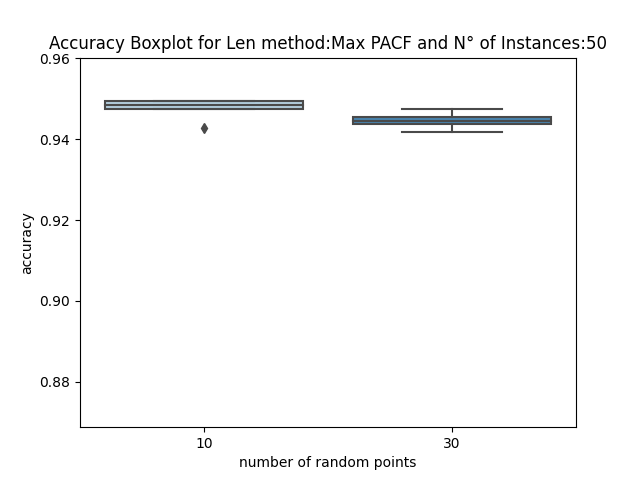 Accuracy Boxplot for Len method:Max PACF and N° of Instances:50
0.96
0.94
0.92
0.90
0.88
accuracy
10 30
number of random points